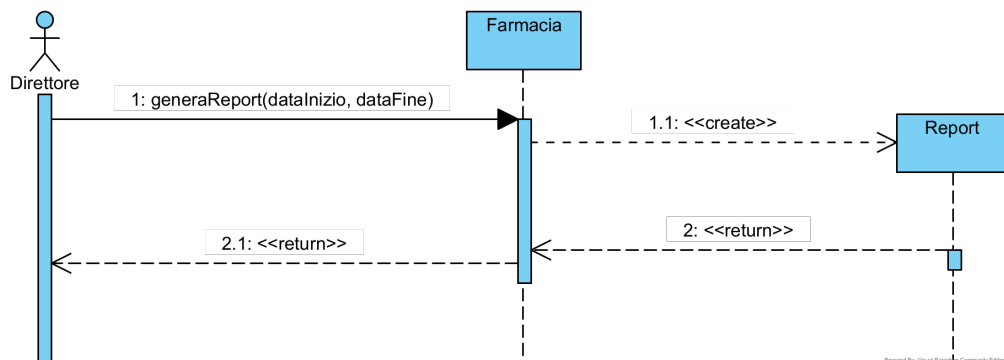 Farmacia
Direttore
1: generaReport(dataInizio, dataFine)
1.1: <<create>>
Report
2: <<return>>
2.1: <<return>>